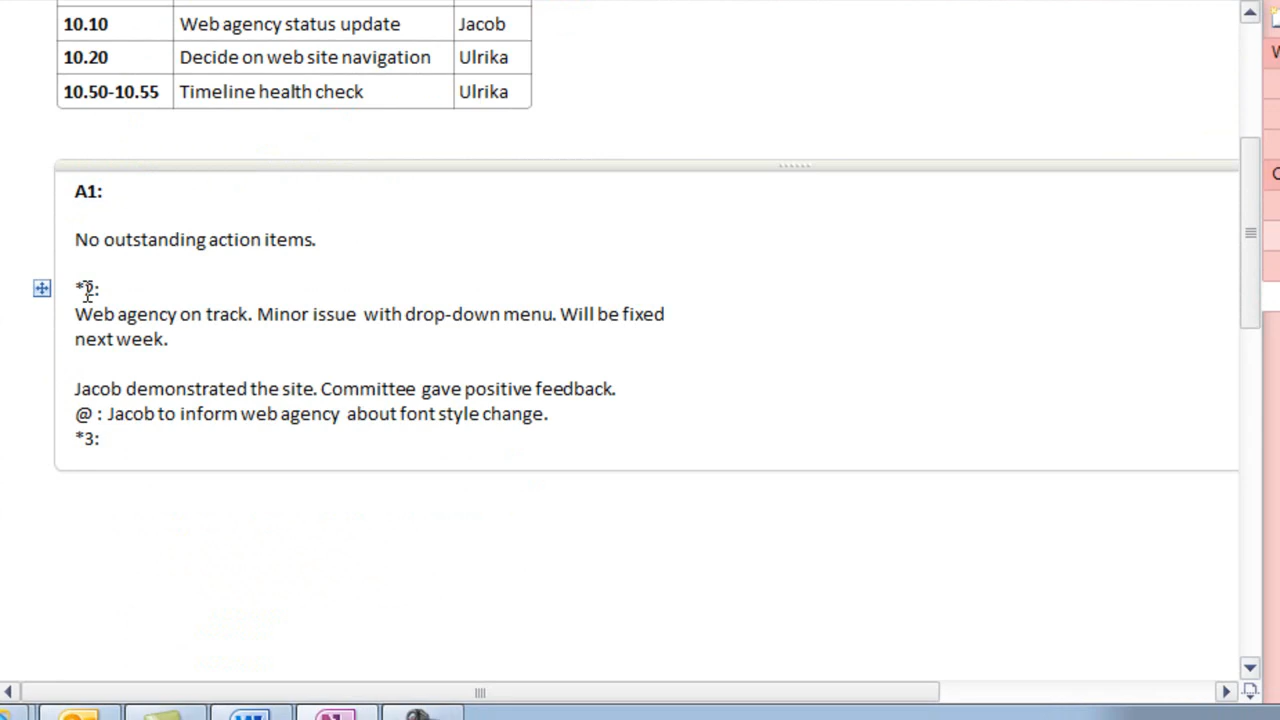 10.10 Web agency status update Jacob
10.20 Decide on web site navigation Ulrika
10.50-10.55 Timeline health check Ulrika
A1:
No outstanding action items.
*2:
Web agency on track. Minor issue with drop-down menu. Will be fixed
next week.
Jacob demonstrated the site. Committee gave positive feedback.
@ : Jacob to inform web agency about font style change.
*3: